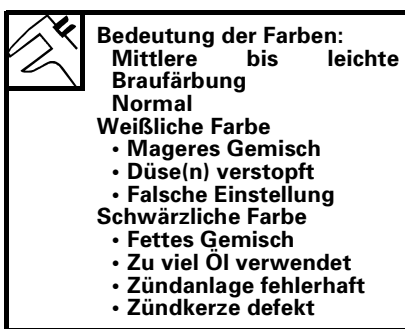 Bedeutung der Farben:
Mittlere bis leichte
Braufärbung
Normal
Weißliche Farbe
• Mageres Gemisch
• Düse(n) verstopft
• Falsche Einstellung
Schwärzliche Farbe
• Fettes Gemisch
• Zu viel Öl verwendet
• Zündanlage fehlerhaft
• Zündkerze defekt